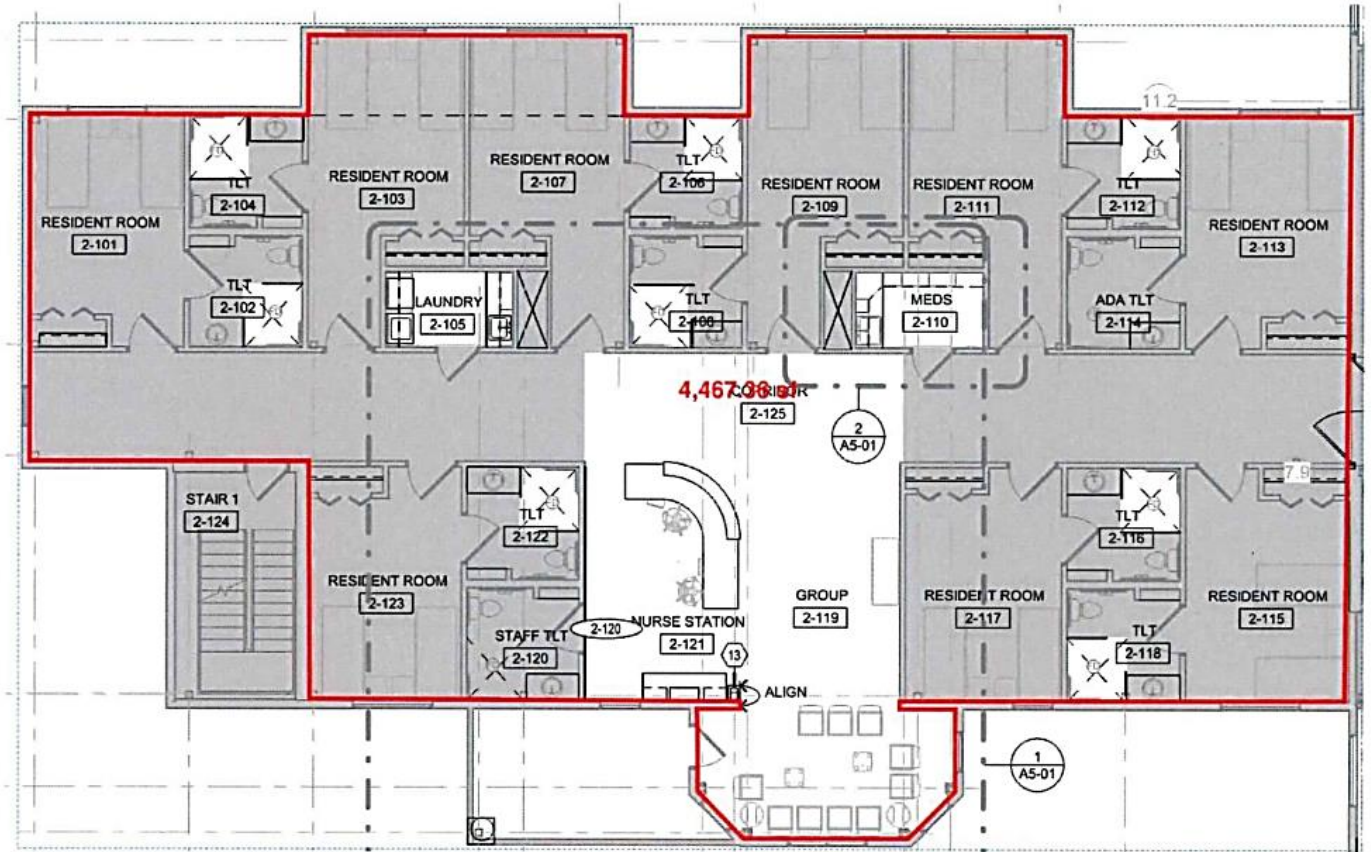 11.2
RESIDENT ROOM
2-101
TLT
2-104
TLT
2-102
RESIDENT ROOM
2-103
RESIDENT ROOM
2-107
LAUNDRY
2-105
TLT
2-106
TLT
2-108
RESIDENT ROOM
2-109
RESIDENT ROOM
2-111
MEDS
2-110
TLT
2-112
ADA TLT
2-114
RESIDENT ROOM
2-113
4,467.36 sf
CORRIDOR
2-125
2
A5-01
7.9
STAIR 1
2-124
RESIDENT ROOM
2-123
TLT
2-122
STAFF TLT
2-120
2-120
NURSE STATION
2-121
13
ALIGN
GROUP
2-119
RESIDENT ROOM
2-117
TLT
2-116
TLT
2-118
RESIDENT ROOM
2-115
1
A5-01